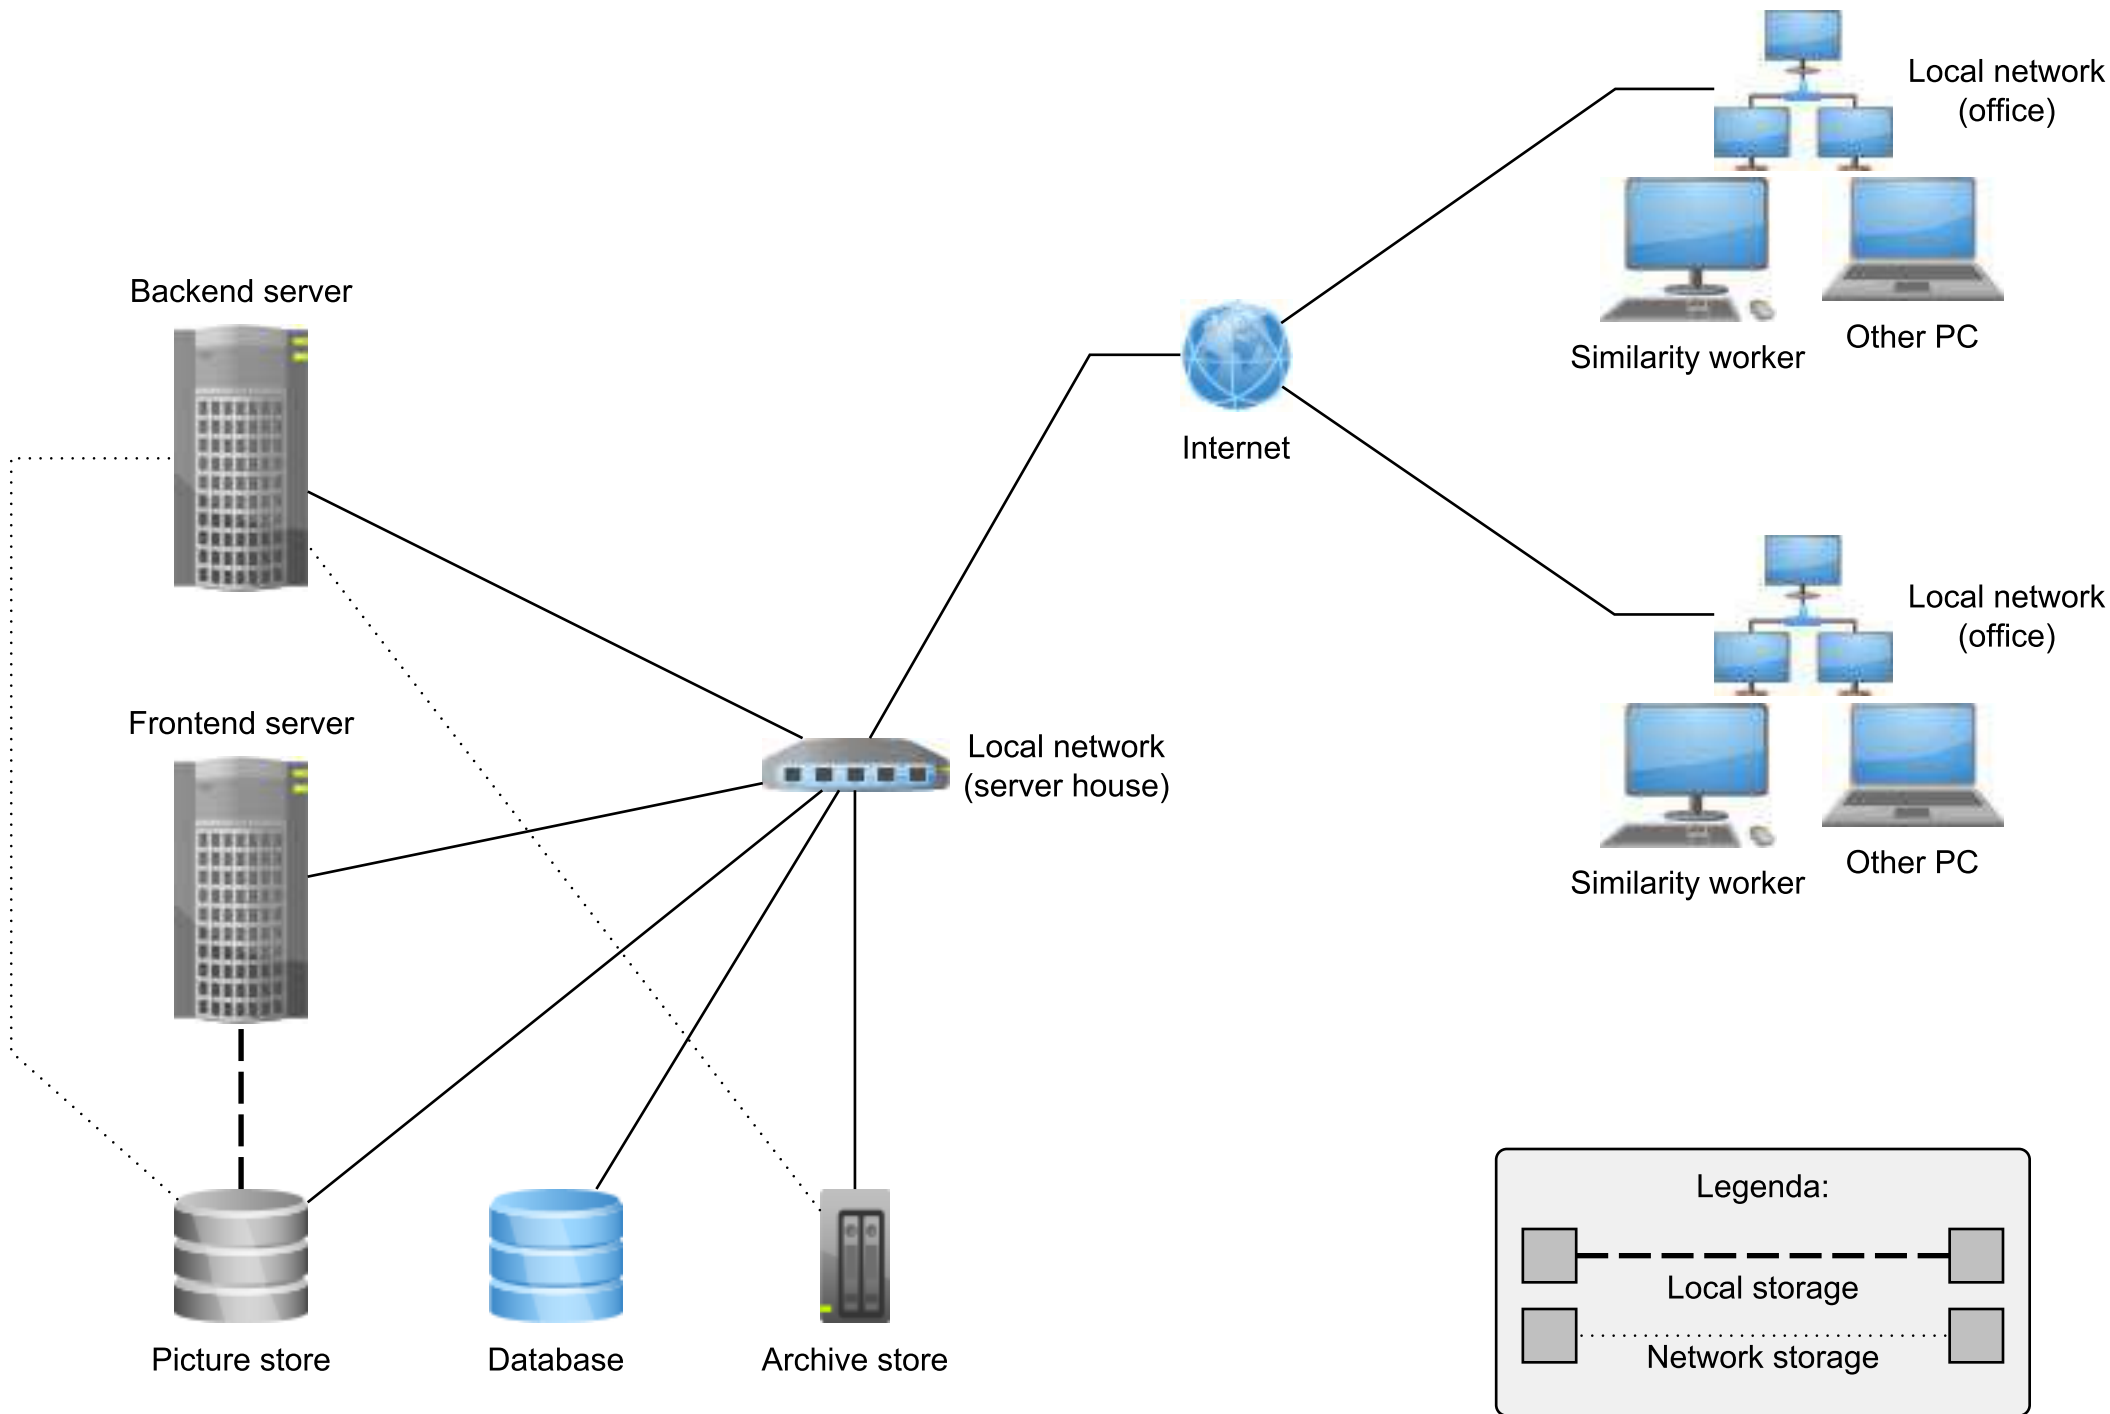 Local network
(office)
Backend server
Other PC
Similarity worker
Internet
Local network
(office)
Frontend server
Local network
(server house)
Other PC
Similarity worker
Legenda:
Local storage
Network storage
Picture store
Database
Archive store